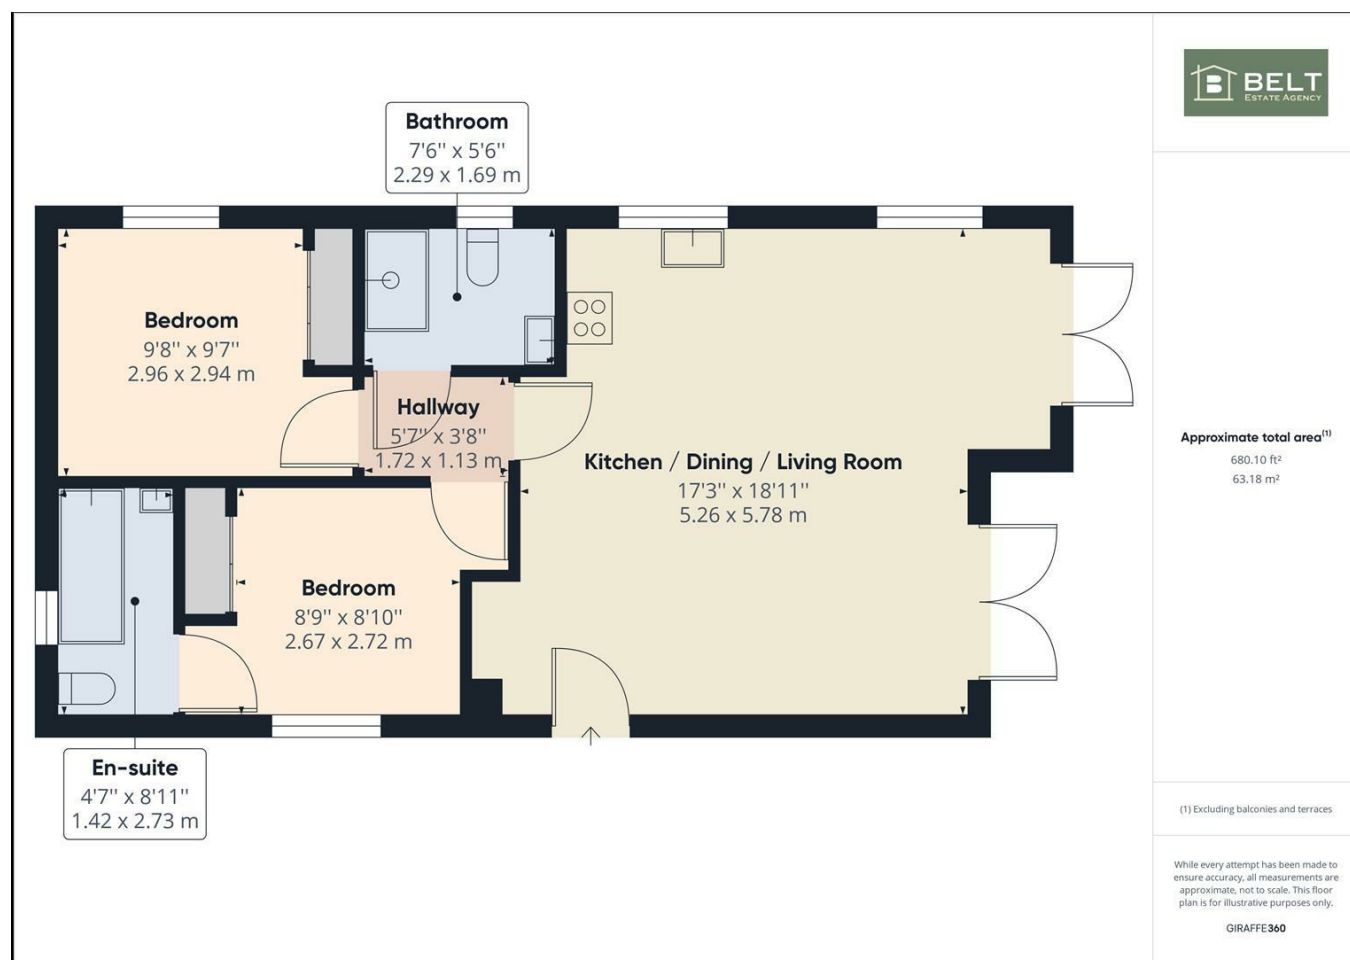 BELT
ESTATE AGENCY
Bathroom
7'6'' x 5'6''
2.29 x 1.69 m
Bedroom
9'8'' x 9'7''
2.96 x 2.94 m
Hallway
5'7'' x 3'8''
1.72 x 1.13 m
Kitchen / Dining / Living Room
17'3'' x 18'11''
5.26 x 5.78 m
Bedroom
8'9'' x 8'10''
2.67 x 2.72 m
En-suite
4'7'' x 8'11''
1.42 x 2.73 m
Approximate total area(1)
680.10 ft²
63.18 m²
(1) Excluding balconies and terraces
While every attempt has been made to
ensure accuracy, all measurements are
approximate, not to scale. This floor
plan is for illustrative purposes only.
GIRAFFE360